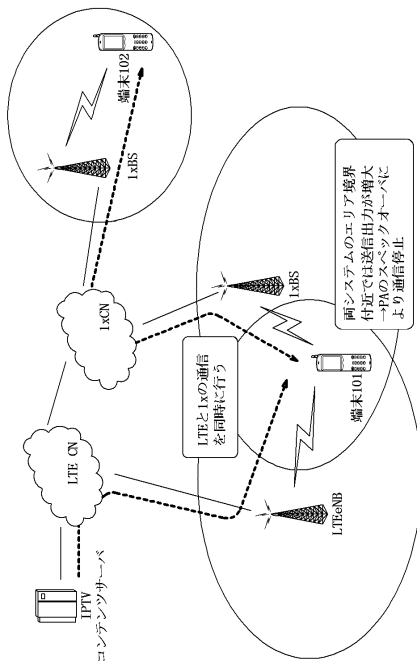 IPTV
コンテンツサーバ
LTE CN
1xCN
1xBS
端末102
LTEと1xの通信
を同時に行う
LTEeNB
端末101
1xBS
両システムのエリア境界
付近では送信出力が増大
→PAのスペックオーバに
より通信停止